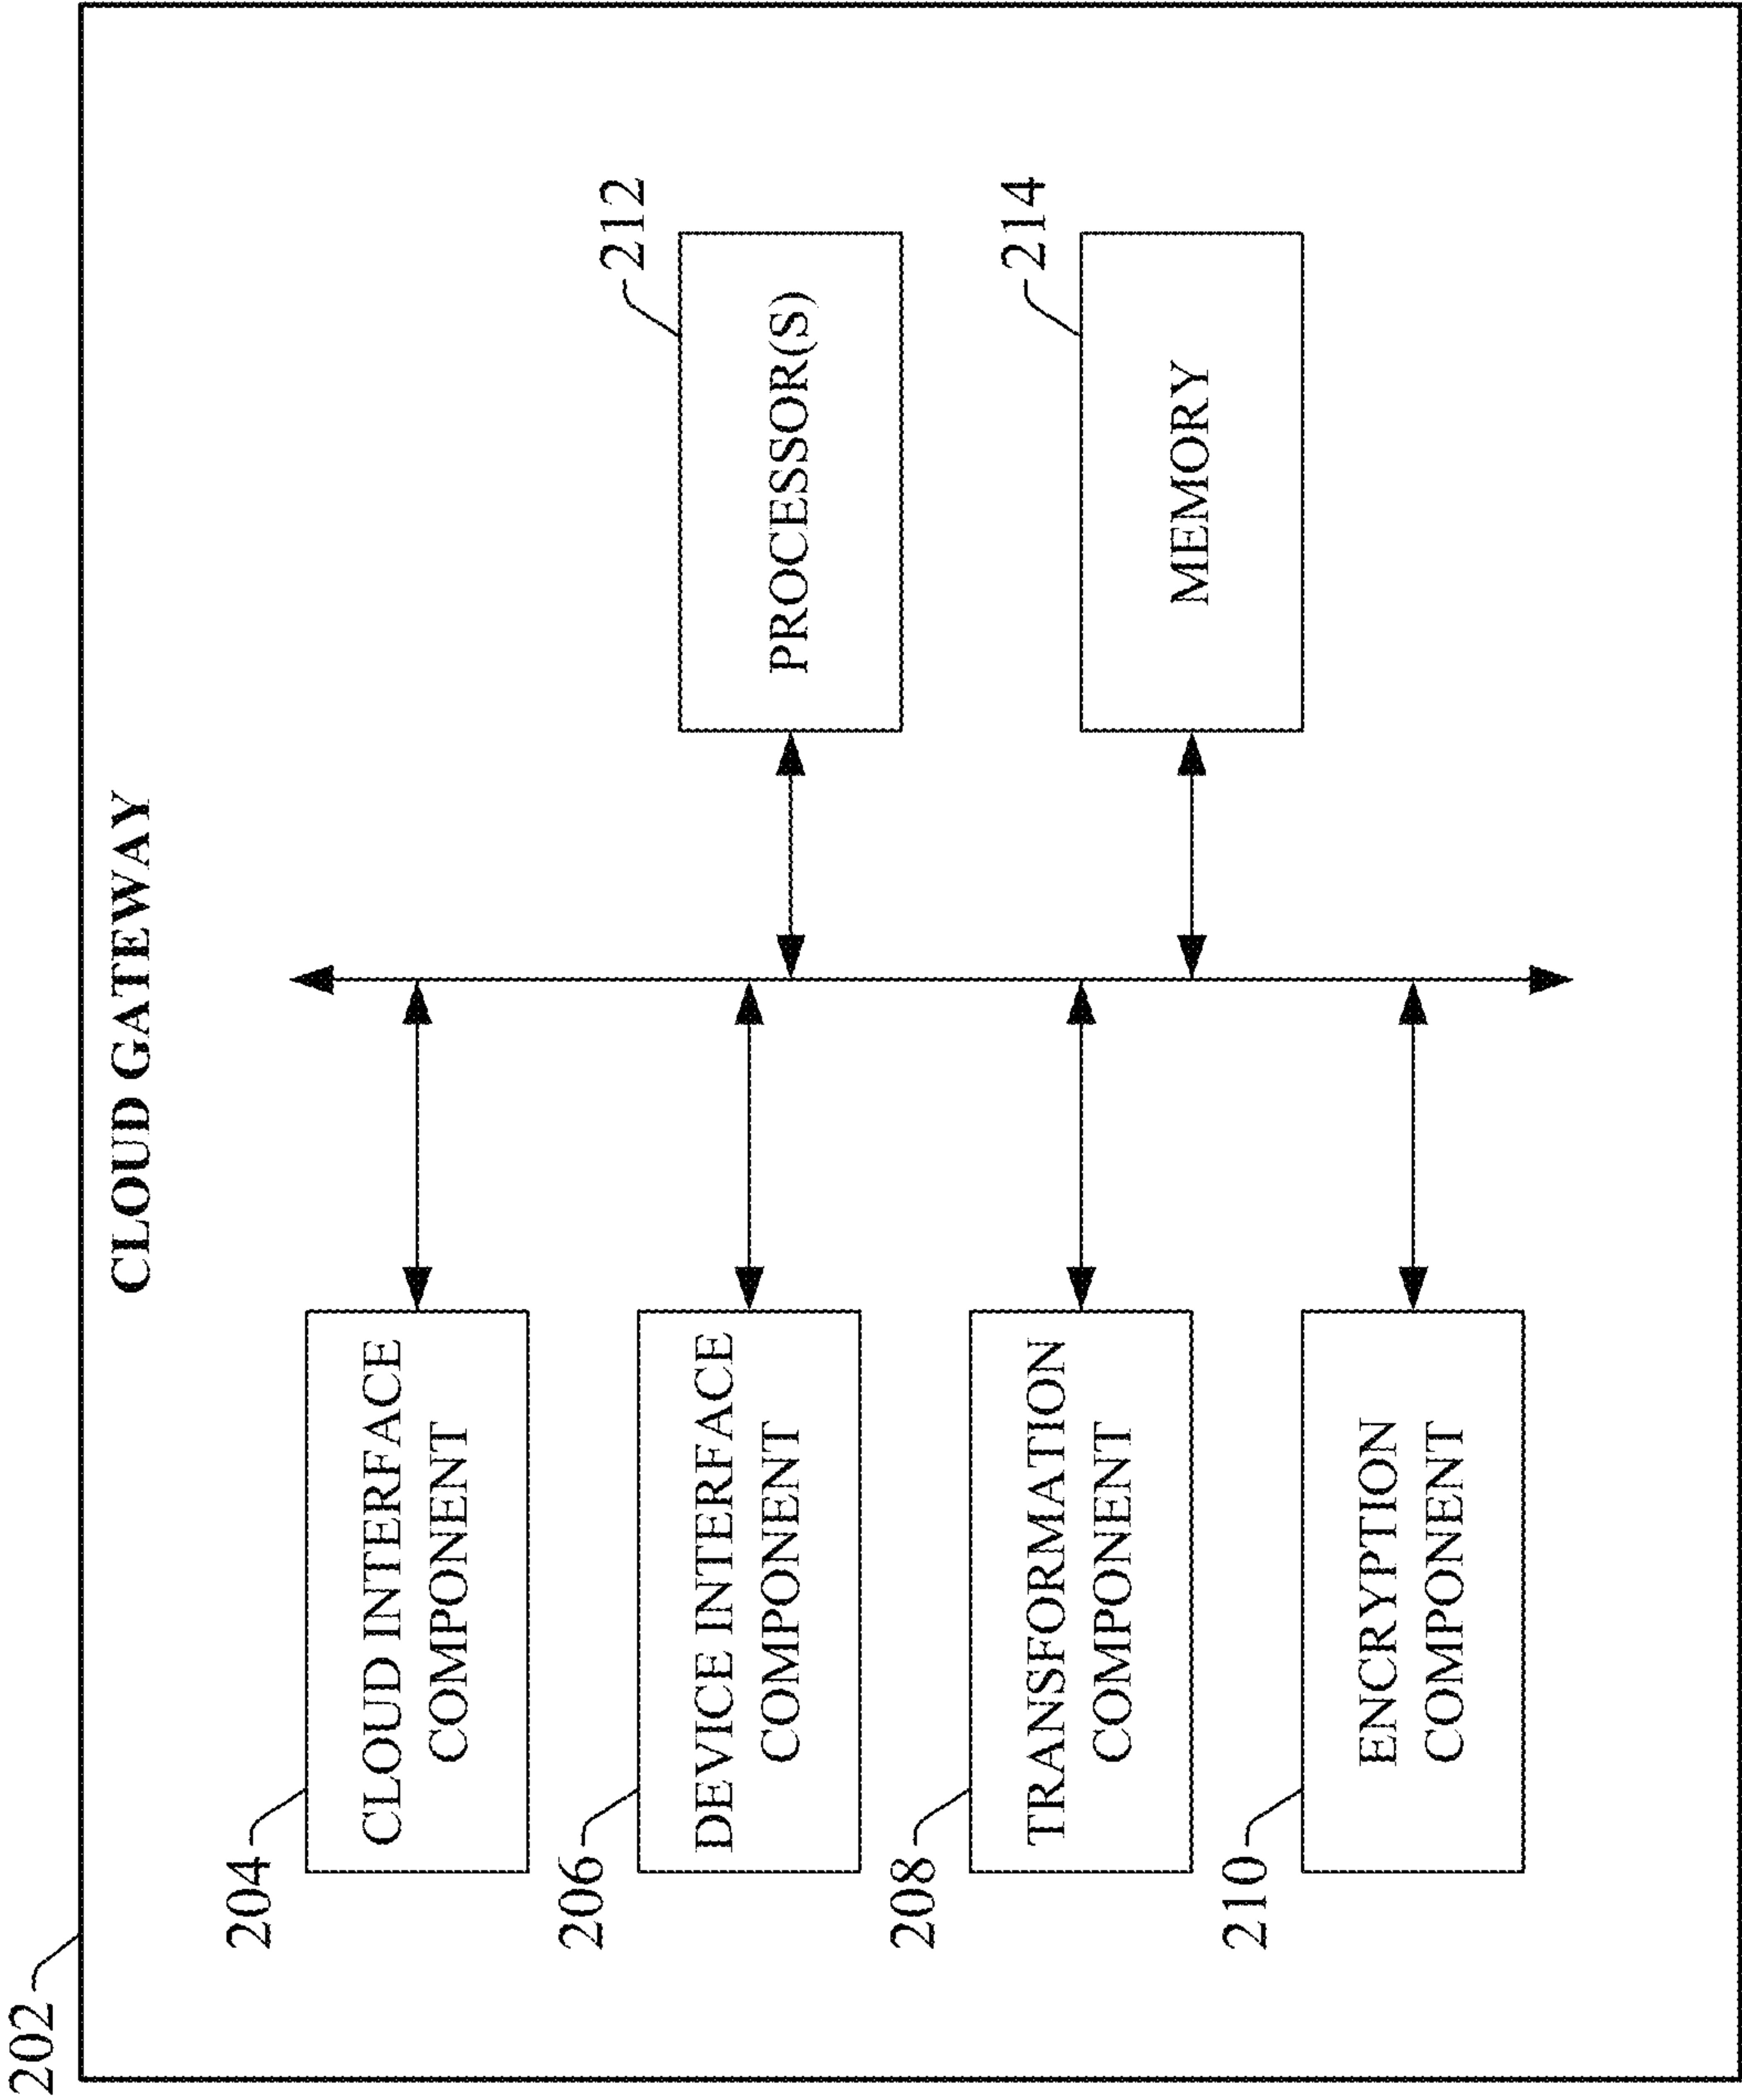 202
CLOUD GATEWAY
204
CLOUD INTERFACE
COMPONENT
206
DEVICE INTERFACE
COMPONENT
208
TRANSFORMATION
COMPONENT
210
ENCRYPTION
COMPONENT
212
PROCESSOR(S)
214
MEMORY